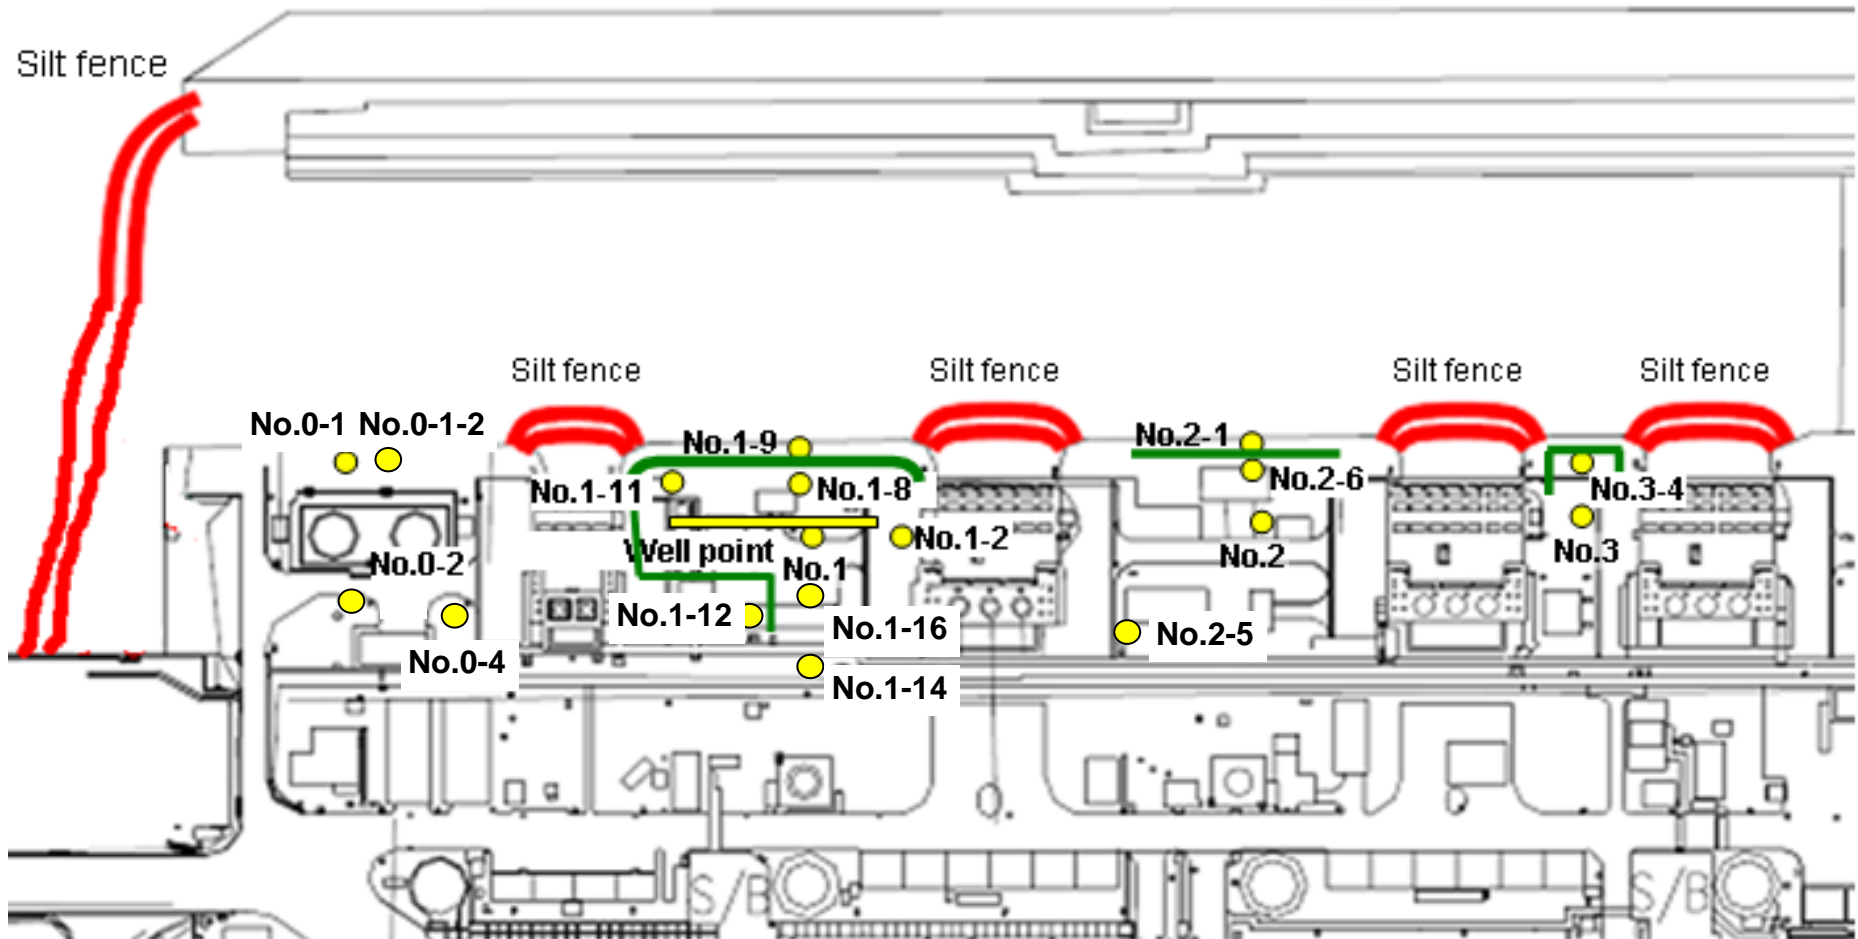 Silt fence
Silt fence
Silt fence
Silt fence
Silt fence
No.0-1
No.0-1-2
No.1-9
No.2-1
No.1-11
No.1-8
No.2-6
No.3-4
No.1-2
Well point
No.2
No.3
No.0-2
No.1
No.1-12
No.1-16
No.2-5
No.0-4
No.1-14
S/B
S/B